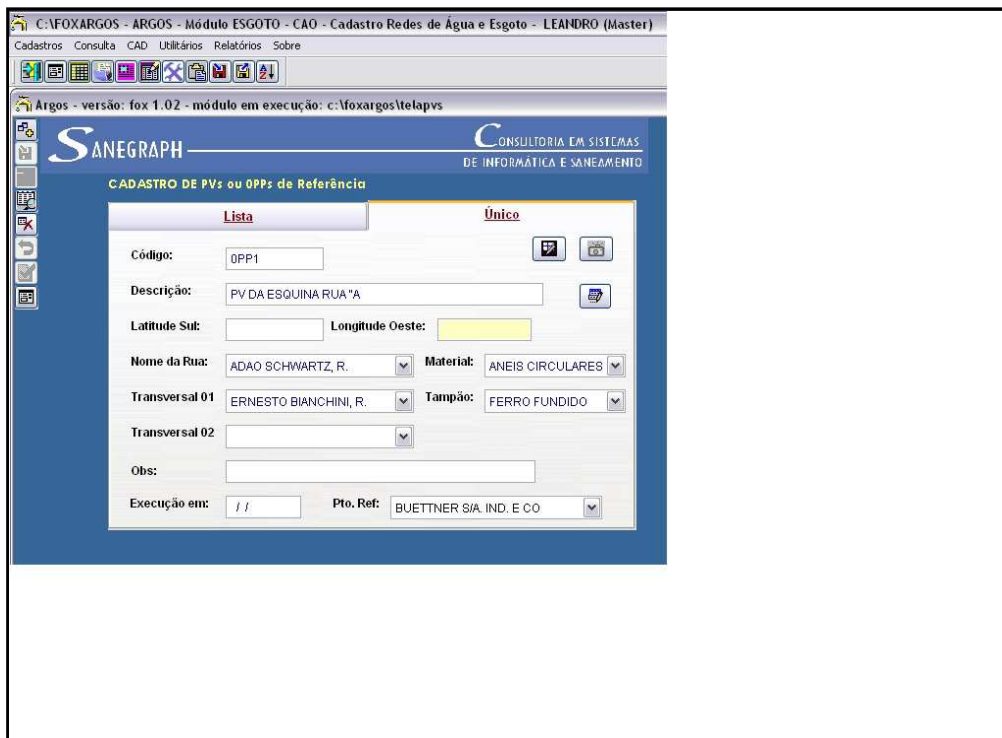 C:\FOXARGOS - ARGOS - Módulo ESGOTO - CAO - Cadastro Redes de Água e Esgoto - LEANDRO (Master)
Cadastros Consulta CAD Utilitários Relatórios Sobre
Argos - versão: fox 1.02 - módulo em execução: c:\foxargos\telapvs
SANEGRAPH
CONSULTORIA EM SISTEMAS
DE INFORMÁTICA E SANEAMENTO
CADASTRO DE PVs ou 0PPs de Referência
Lista Único
Código: 0PP1
Descrição: PV DA ESQUINA RUA "A
Latitude Sul: Longitude Oeste:
Nome da Rua: ADAO SCHWARTZ, R. Material: ANEIS CIRCULARES
Transversal 01 ERNESTO BIANCHINI, R. Tampão: FERRO FUNDIDO
Transversal 02
Obs:
Execução em: / / Pto. Ref: BUETTNER S/A. IND. E CO